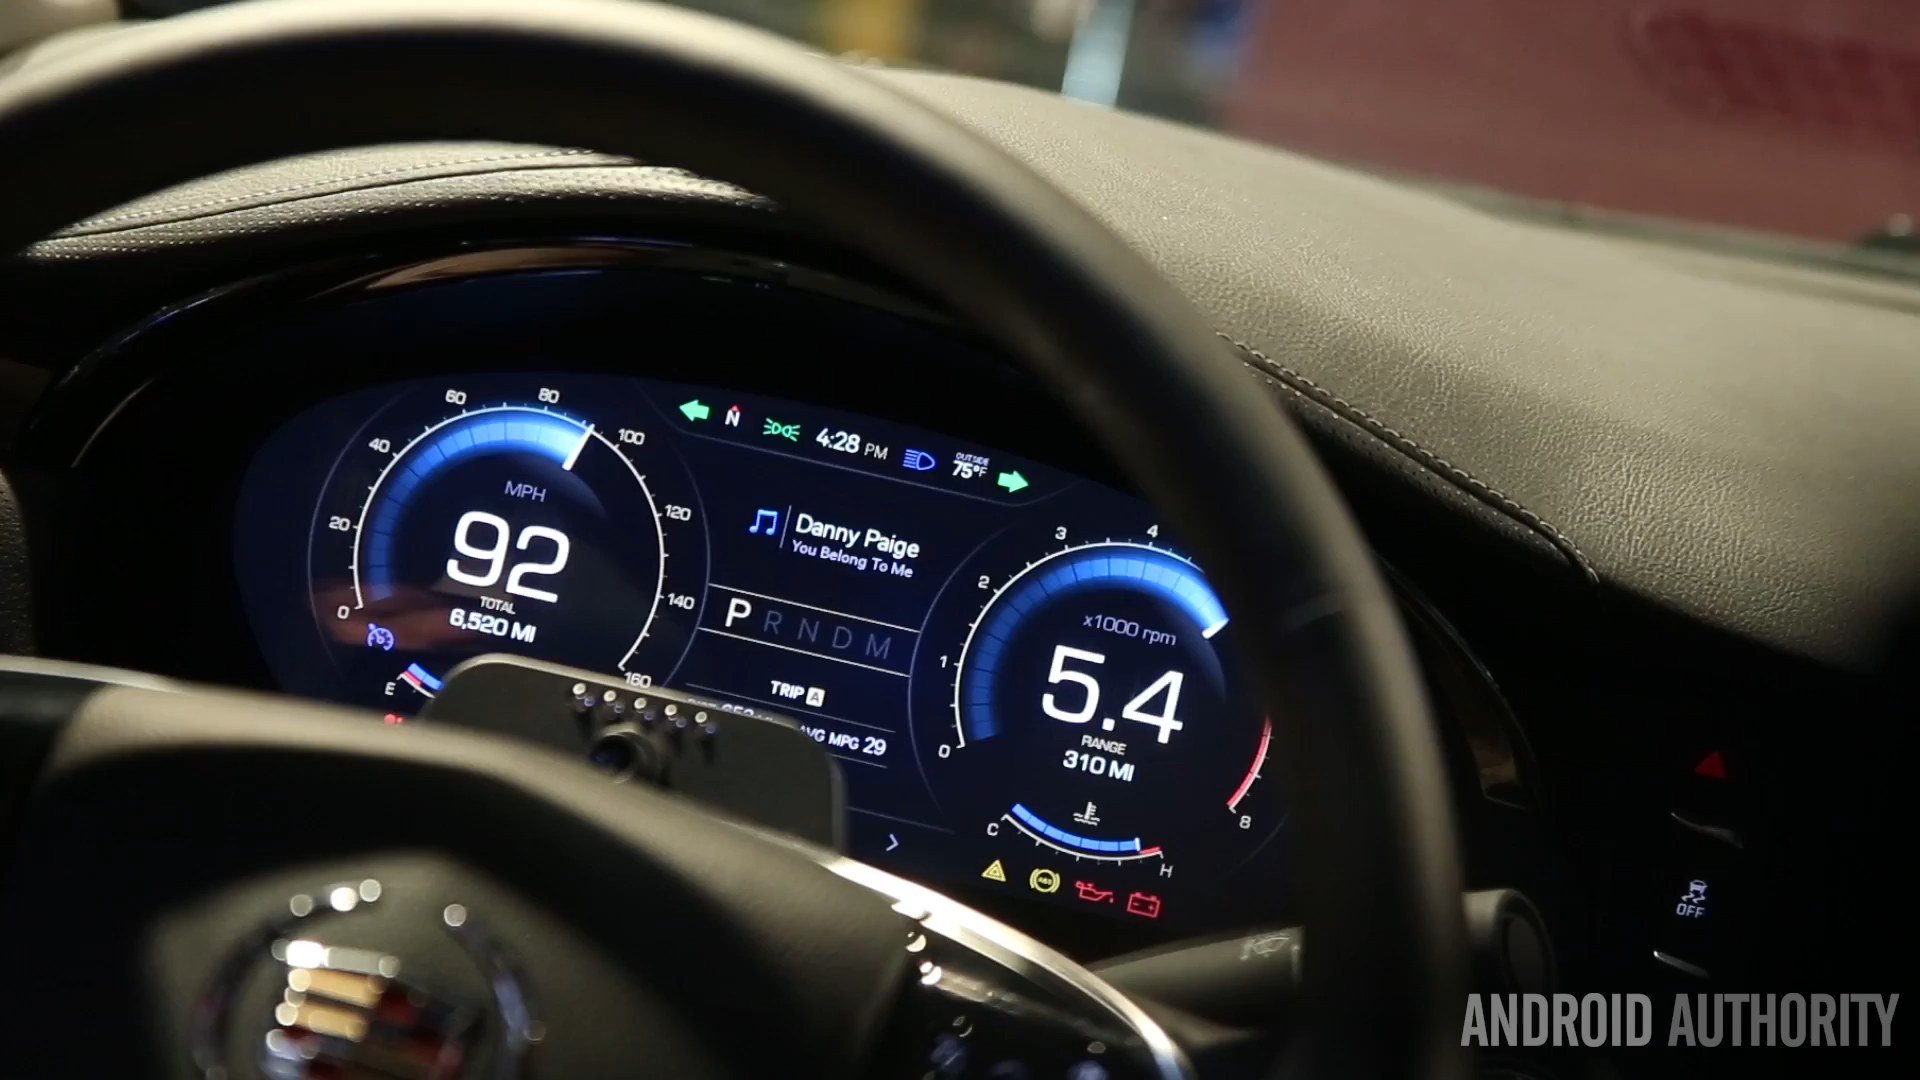 60
80
40
100
20
120
0
140
160
MPH
92
TOTAL
6,520 MI
E
N
4:28 PM
OUTSIDE
75°F
Danny Paige
You Belong To Me
P R N D M
TRIP A
AVG MPG 29
3
4
2
1
0
8
x1000 rpm
5.4
RANGE
310 MI
C
H
ABS
OFF
ANDROID AUTHORITY